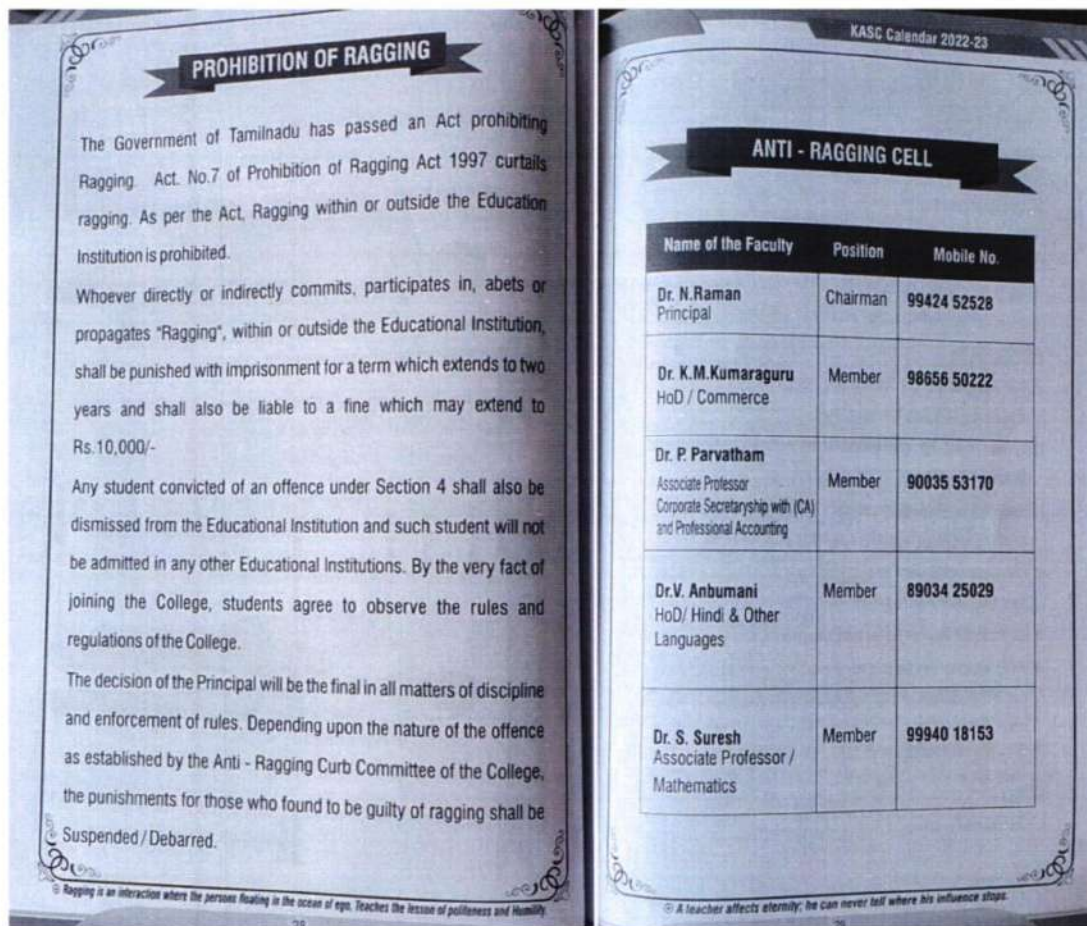 PROHIBITION OF RAGGING
The Government of Tamilnadu has passed an Act prohibiting
Ragging. Act. No.7 of Prohibition of Ragging Act 1997 curtails
ragging. As per the Act, Ragging within or outside the Education
Institution is prohibited.
Whoever directly or indirectly commits, participates in, abets or
propagates "Ragging", within or outside the Educational Institution,
shall be punished with imprisonment for a term which extends to two
years and shall also be liable to a fine which may extend to
Rs.10,000/-
Any student convicted of an offence under Section 4 shall also be
dismissed from the Educational Institution and such student will not
be admitted in any other Educational Institutions. By the very fact of
joining the College, students agree to observe the rules and
regulations of the College.
The decision of the Principal will be the final in all matters of discipline
and enforcement of rules. Depending upon the nature of the offence
as established by the Anti - Ragging Curb Committee of the College,
the punishments for those who found to be guilty of ragging shall be
Suspended / Debarred.
Ragging is an interaction where the persons floating in the ocean of ego, Teaches the lesson of politeness and Humility.
KASC Calendar 2022-23
ANTI - RAGGING CELL
Name of the Faculty Position Mobile No.
Dr. N.Raman Chairman 99424 52528
Principal
Dr. K.M.Kumaraguru Member 98656 50222
HoD / Commerce
Dr. P. Parvatham
Associate Professor Member 90035 53170
Corporate Secretaryship with (CA)
and Professional Accounting
Dr.V. Anbumani Member 89034 25029
HoD/ Hindi & Other
Languages
Dr. S. Suresh Member 99940 18153
Associate Professor /
Mathematics
A teacher affects eternity; he can never tell where his influence stops.